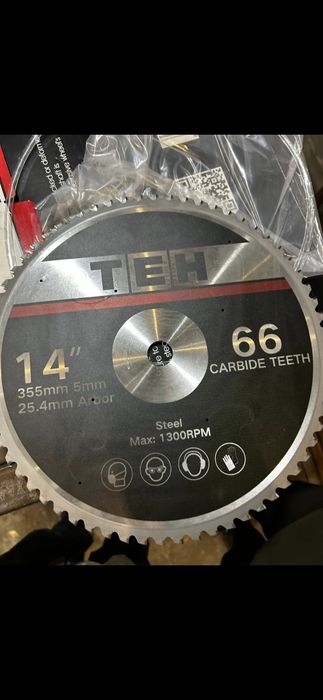 TEH
14"
355mm 5mm
25.4mm Arbor
66
CARBIDE TEETH
Steel
Max: 1300RPM